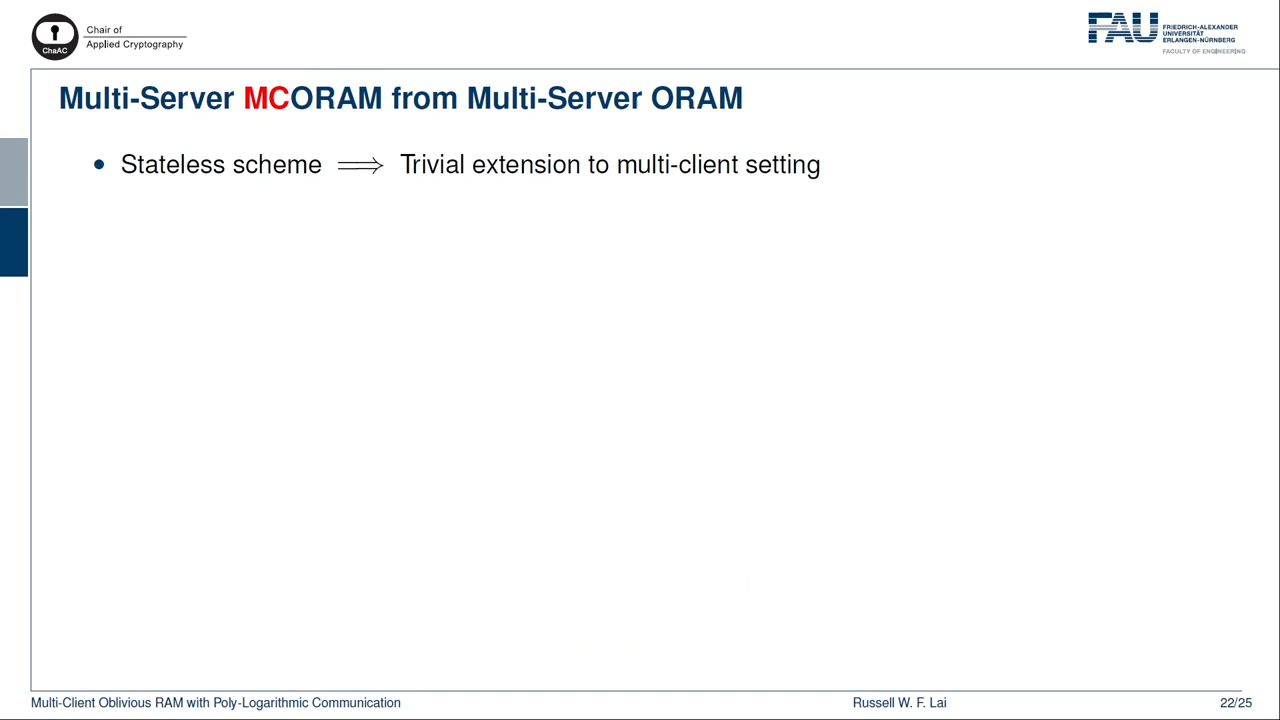 ChaAC
Chair of
Applied Cryptography
FAU
FRIEDRICH-ALEXANDER
UNIVERSITÄT
ERLANGEN-NÜRNBERG
FACULTY OF ENGINEERING
Multi-Server MCORAM from Multi-Server ORAM
• Stateless scheme ⟹ Trivial extension to multi-client setting
Multi-Client Oblivious RAM with Poly-Logarithmic Communication
Russell W. F. Lai
22/25